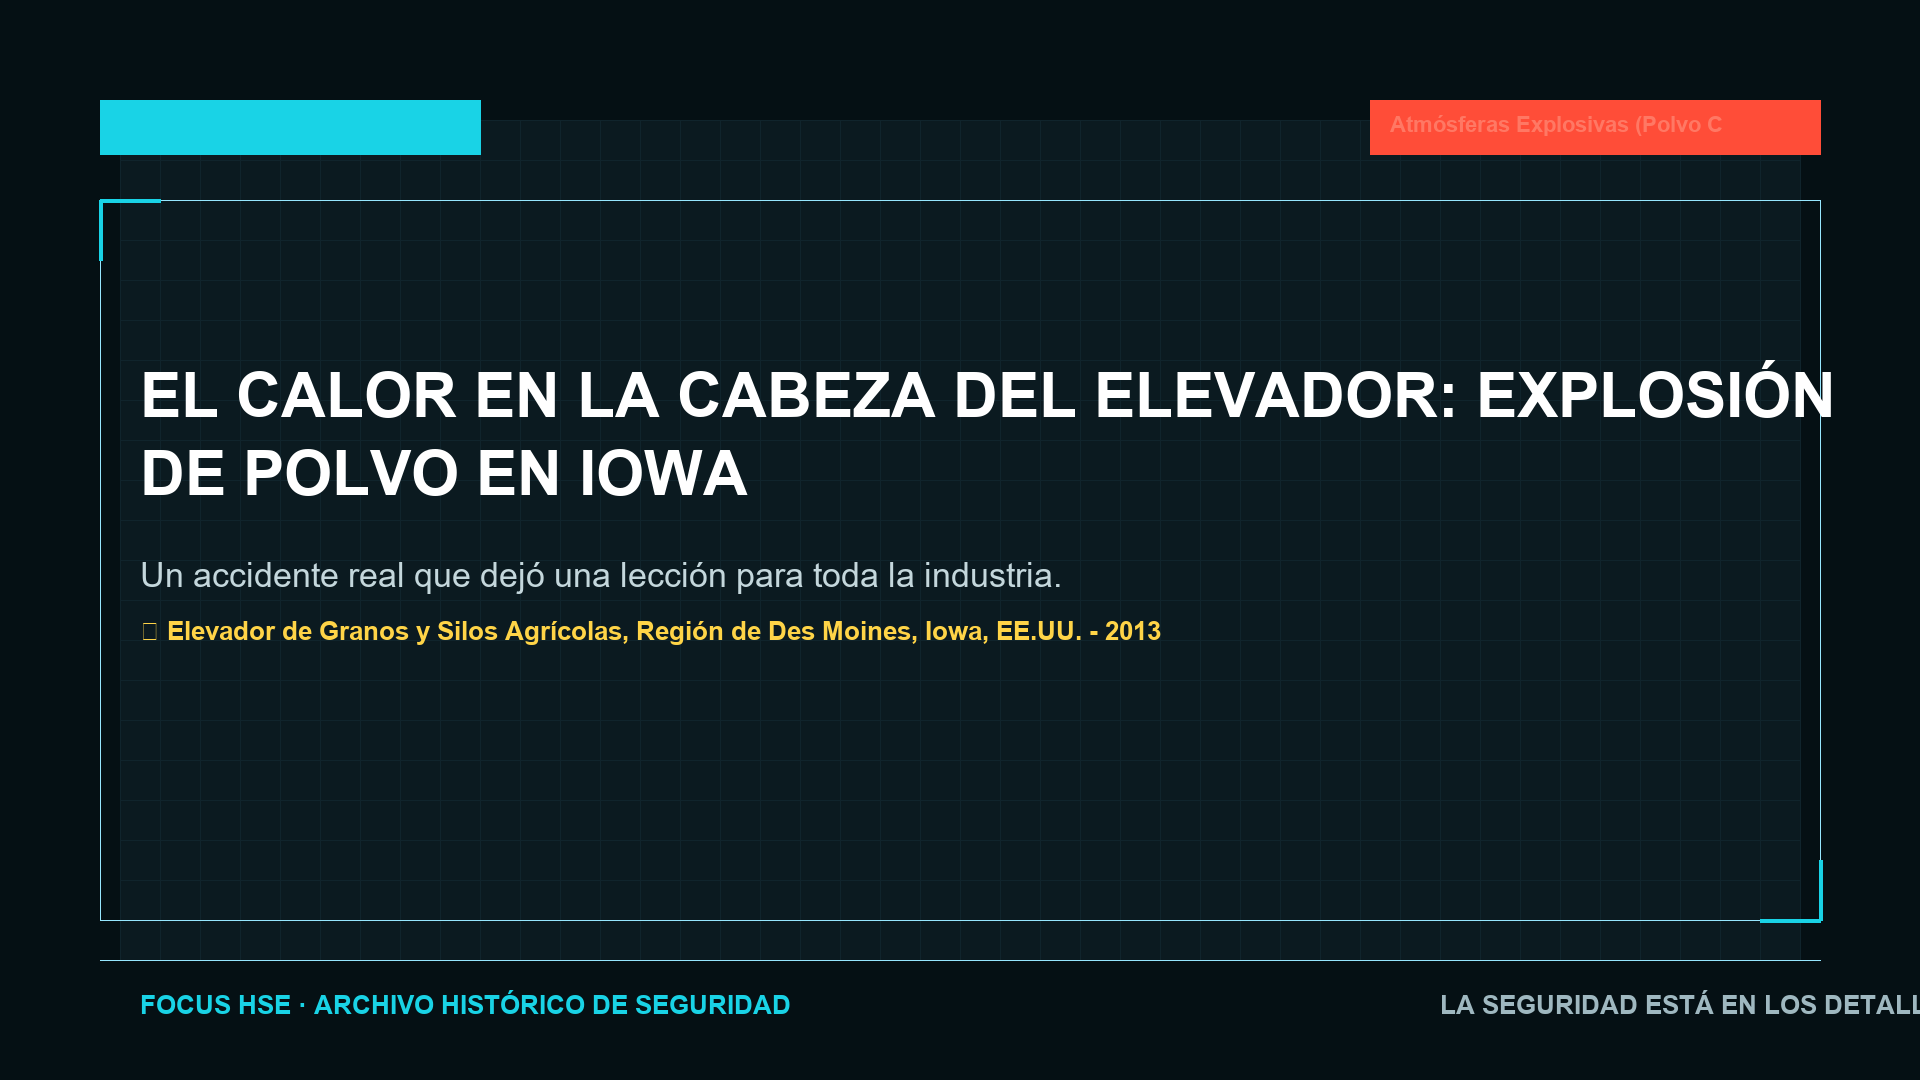 Atmósferas Explosivas (Polvo C
EL CALOR EN LA CABEZA DEL ELEVADOR: EXPLOSIÓN
DE POLVO EN IOWA
Un accidente real que dejó una lección para toda la industria.
Elevador de Granos y Silos Agrícolas, Región de Des Moines, Iowa, EE.UU. - 2013
FOCUS HSE · ARCHIVO HISTÓRICO DE SEGURIDAD
LA SEGURIDAD ESTÁ EN LOS DETALL